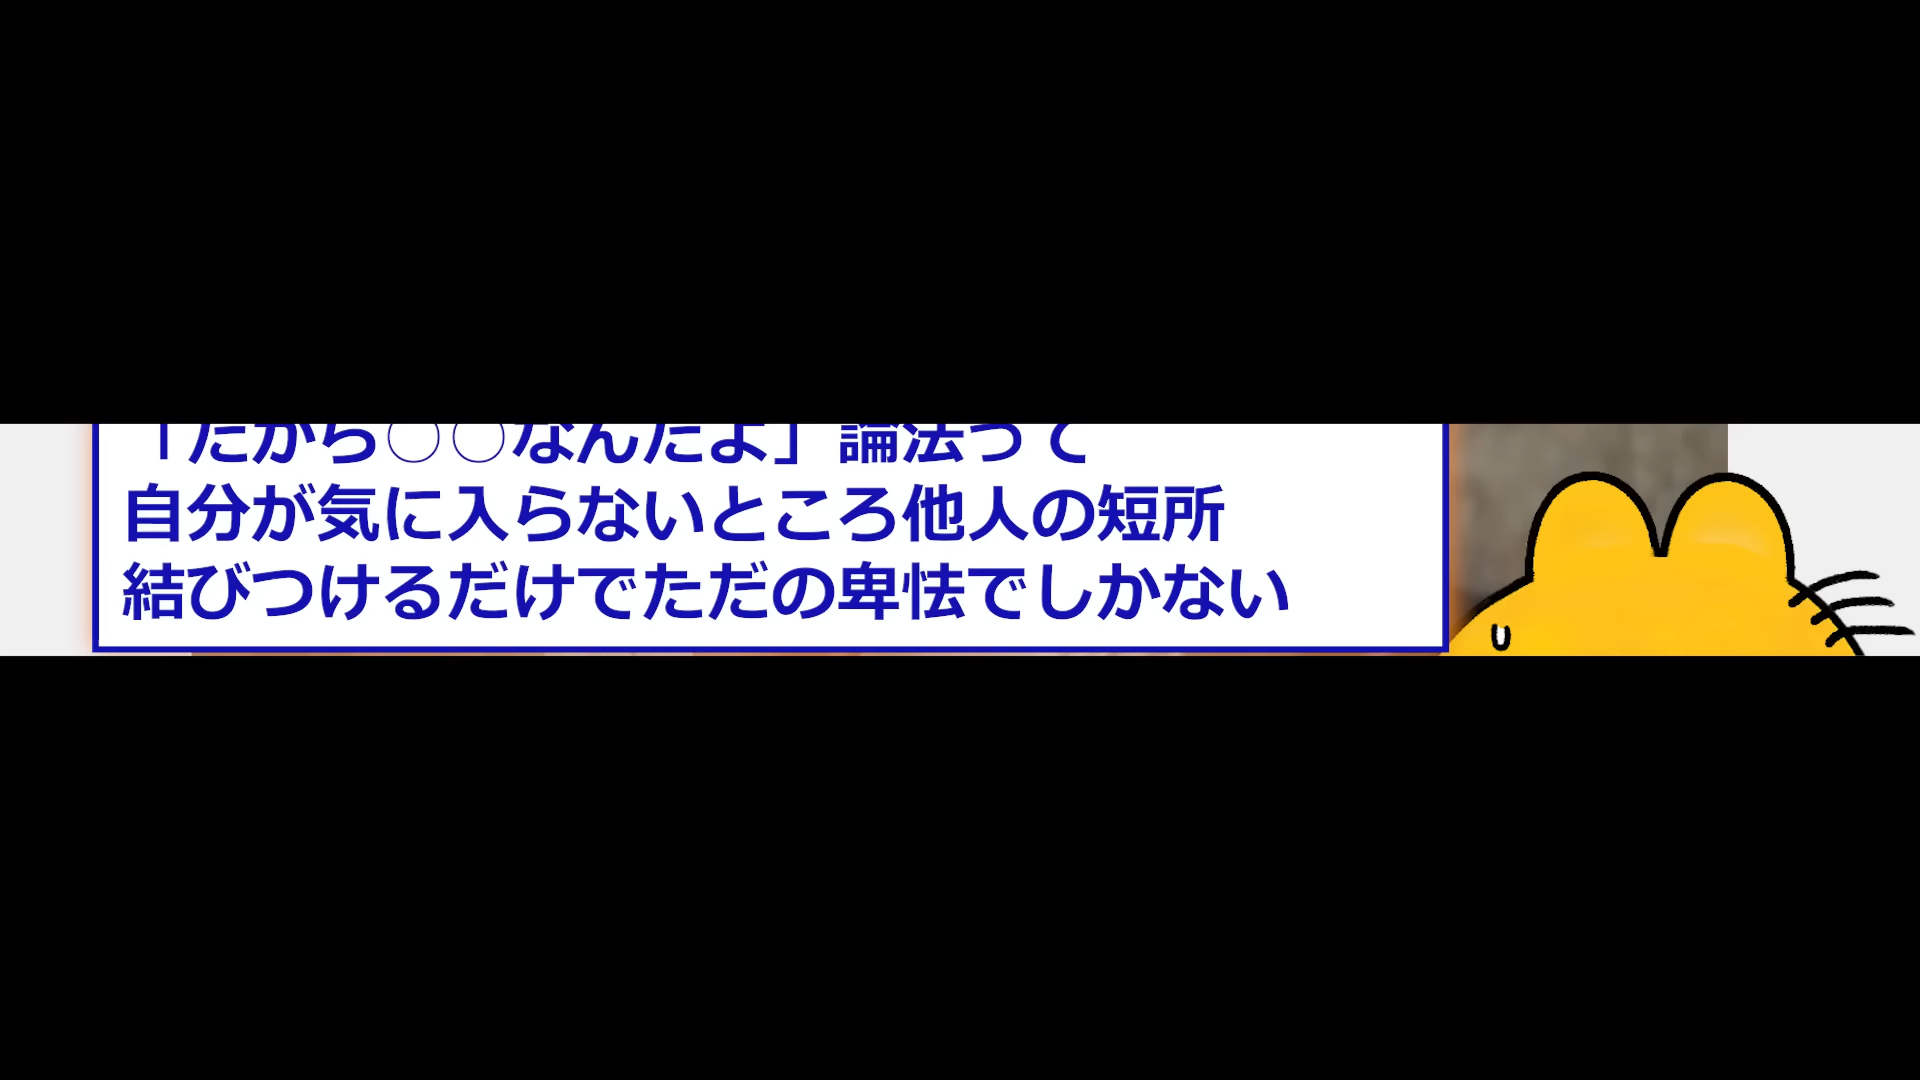 「だから○○なんだよ」論法って
自分が気に入らないところ他人の短所
結びつけるだけでただの卑怯でしかない